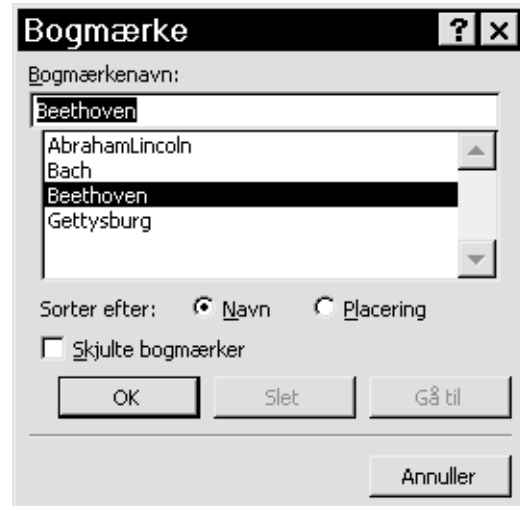 Bogmærke
Bogmærkenavn:
Beethoven
AbrahamLincoln
Bach
Beethoven
Gettysburg
Sorter efter: Navn Placering
Skjulte bogmærker
OK Slet Gå til
Annuller